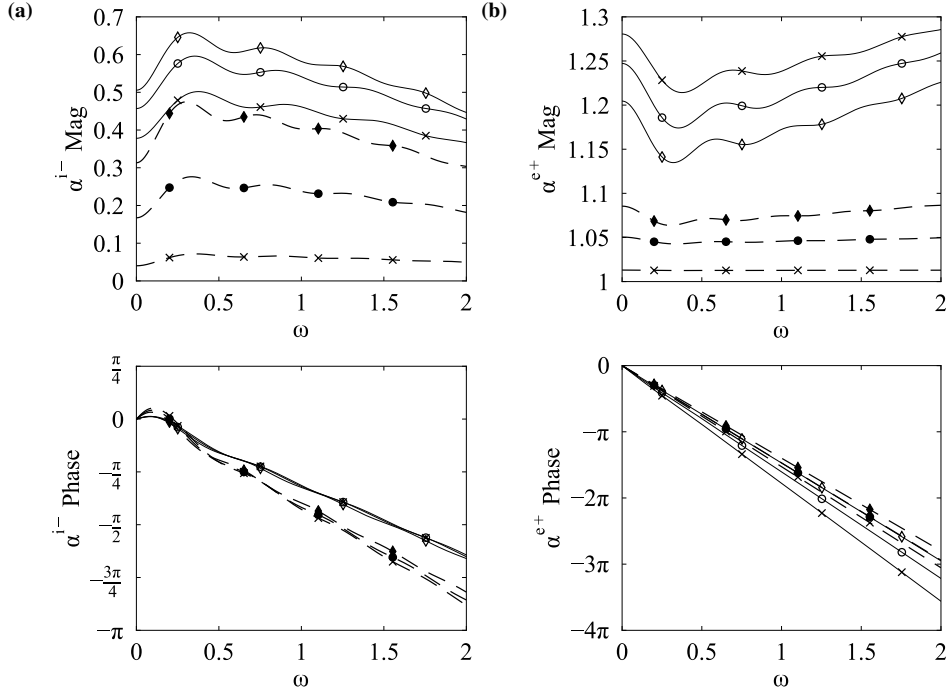 (a)
0.7
0.6
0.5
0.4
0.3
0.2
0.1
0
α^{i−} Mag
0 0.5 1 1.5 2
ω
(b)
1.3
1.25
1.2
1.15
1.1
1.05
1
α^{e+} Mag
0 0.5 1 1.5 2
ω
π/4
0
−π/4
−π/2
−3π/4
−π
α^{i−} Phase
0 0.5 1 1.5 2
ω
0
−π
−2π
−3π
−4π
α^{e+} Phase
0 0.5 1 1.5 2
ω